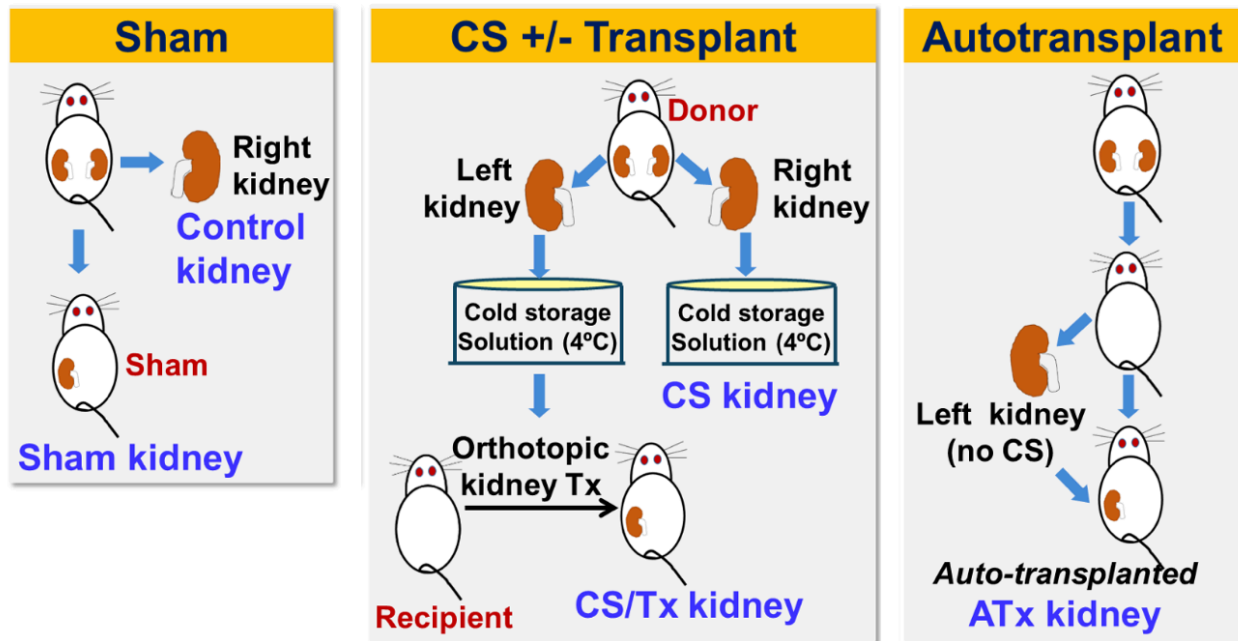 Sham
Right
kidney
Control
kidney
Sham
Sham kidney
CS +/- Transplant
Donor
Left
kidney
Right
kidney
Cold storage
Solution (4ºC)
Cold storage
Solution (4ºC)
CS kidney
Orthotopic
kidney Tx
Recipient
CS/Tx kidney
Autotransplant
Left kidney
(no CS)
Auto-transplanted
ATx kidney